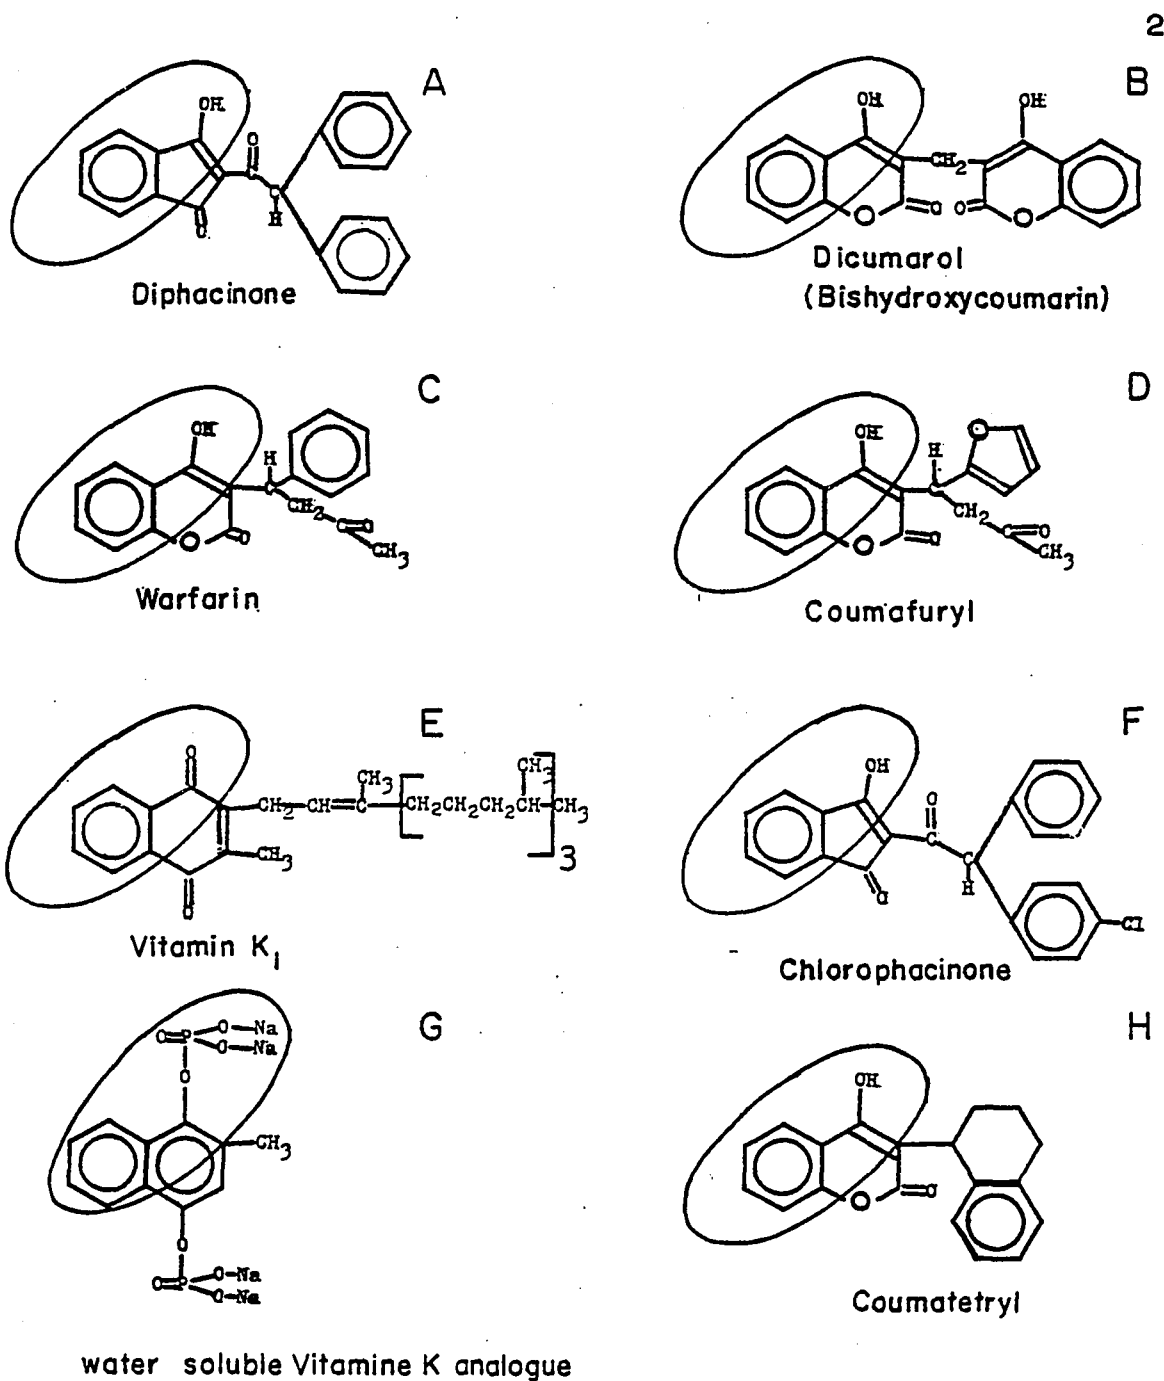 2
A
OH
O
C
C
H
O
Diphacinone
B
OH
OH
CH2
O
O
O
O
Dicumarol
(Bishydroxycoumarin)
C
OH
H
C
CH2
C=O
CH3
O
O
Warfarin
D
OH
H
C
O
CH2
C=O
CH3
O
O
Coumafuryl
E
O
CH3
CH3
CH2-CH=C
CH2CH2CH2CH-CH3
3
CH3
O
Vitamin K1
F
OH
O
C
C
H
O
Cl
Chlorophacinone
G
O=P
O-Na
O-Na
O
CH3
O
O=P
O-Na
O-Na
water soluble Vitamine K analogue
H
OH
O
O
Coumatetryl